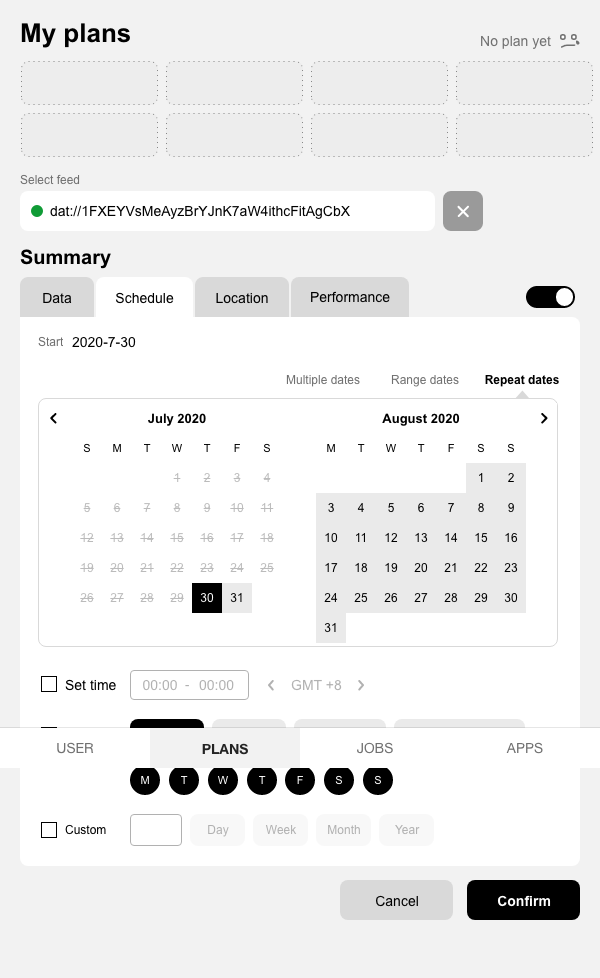 My plans
No plan yet
Select feed
dat://1FXEYVsMeAyzBrYJnK7aW4ithcFitAgCbX
Summary
Data Schedule Location Performance
Start 2020-7-30
Multiple dates Range dates Repeat dates
July 2020 August 2020
S M T W T F S M T W T F S S
1 2 3 4 1 2
5 6 7 8 9 10 11 3 4 5 6 7 8 9
12 13 14 15 16 17 18 10 11 12 13 14 15 16
19 20 21 22 23 24 25 17 18 19 20 21 22 23
26 27 28 29 30 31 24 25 26 27 28 29 30
31
Set time 00:00 - 00:00 GMT +8
USER PLANS JOBS APPS
M T W T F S S
Custom Day Week Month Year
Cancel Confirm